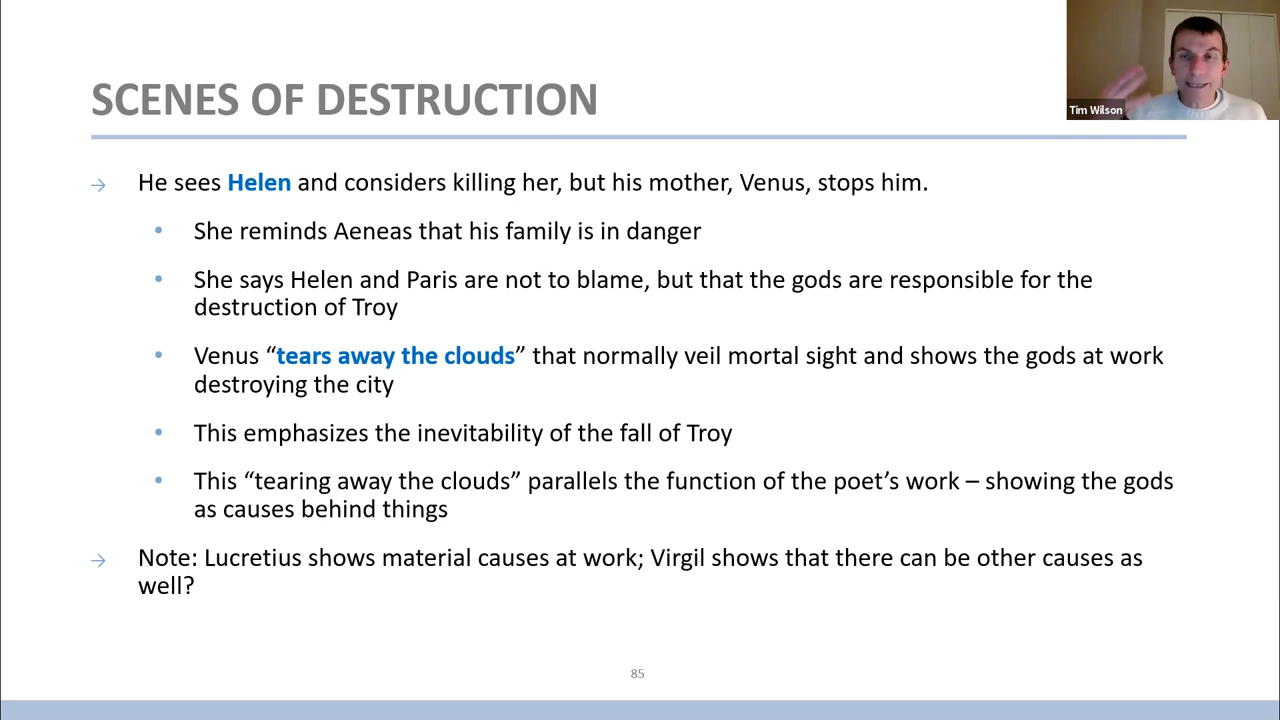 SCENES OF DESTRUCTION
Tim Wilson
→ He sees Helen and considers killing her, but his mother, Venus, stops him.
• She reminds Aeneas that his family is in danger
• She says Helen and Paris are not to blame, but that the gods are responsible for the
destruction of Troy
• Venus “tears away the clouds” that normally veil mortal sight and shows the gods at work
destroying the city
• This emphasizes the inevitability of the fall of Troy
• This “tearing away the clouds” parallels the function of the poet’s work – showing the gods
as causes behind things
→ Note: Lucretius shows material causes at work; Virgil shows that there can be other causes as
well?
85